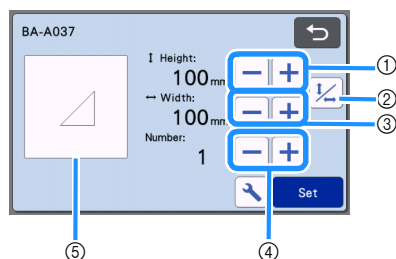 BA-A037
↕ Height:
100mm
①
②
↔ Width:
100mm
③
Number:
1
Set
⑤
④